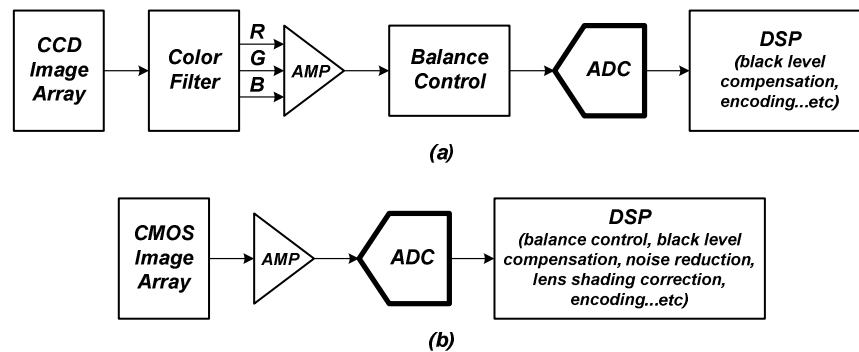 CCD
Image
Array
Color
Filter
R
G
B
AMP
Balance
Control
ADC
DSP
(black level
compensation,
encoding...etc)
(a)
CMOS
Image
Array
AMP
ADC
DSP
(balance control, black level
compensation, noise reduction,
lens shading correction,
encoding...etc)
(b)